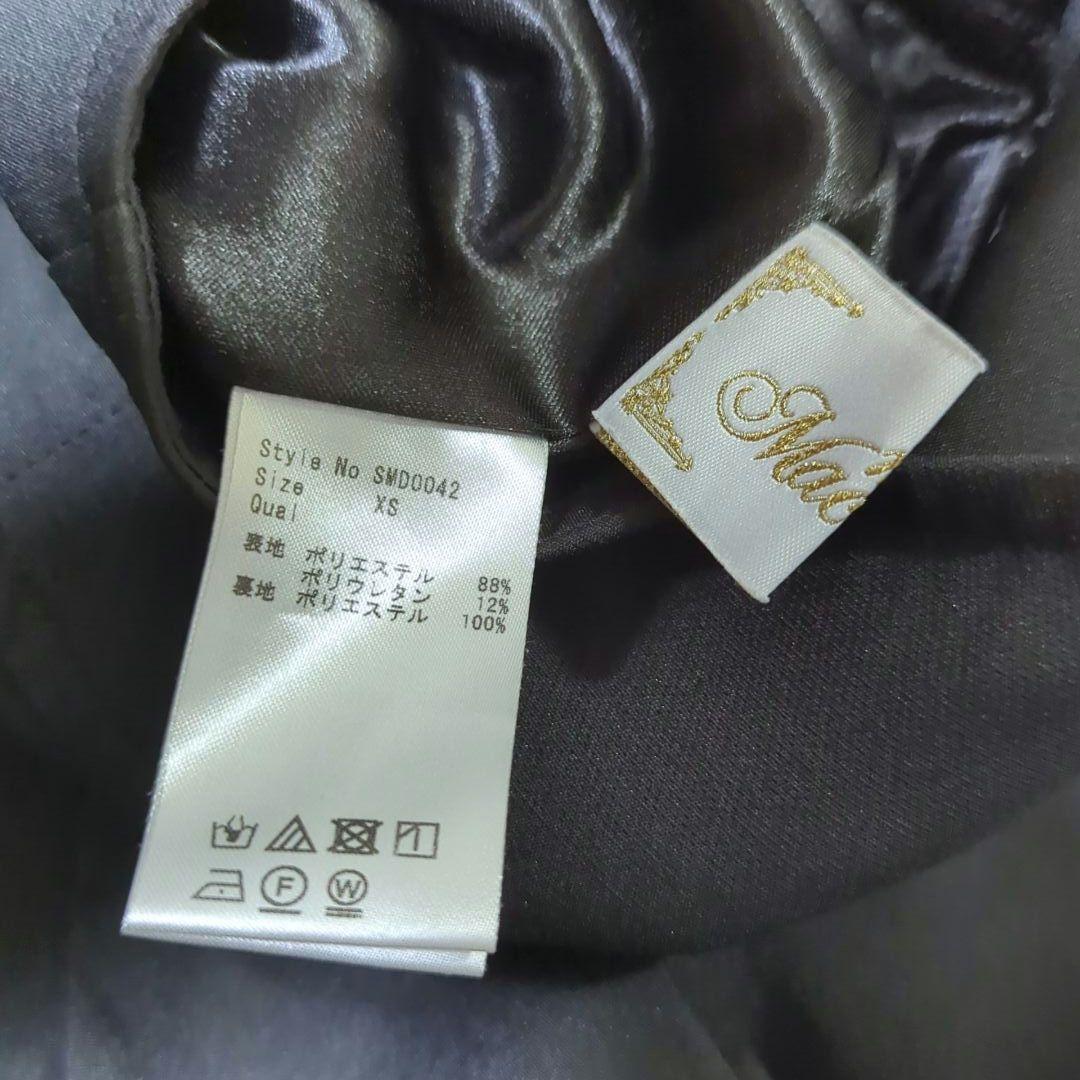 Style No SMD0042
Size XS
Qual
表地 ポリエステル 88%
ポリウレタン 12%
裏地 ポリエステル 100%
F W